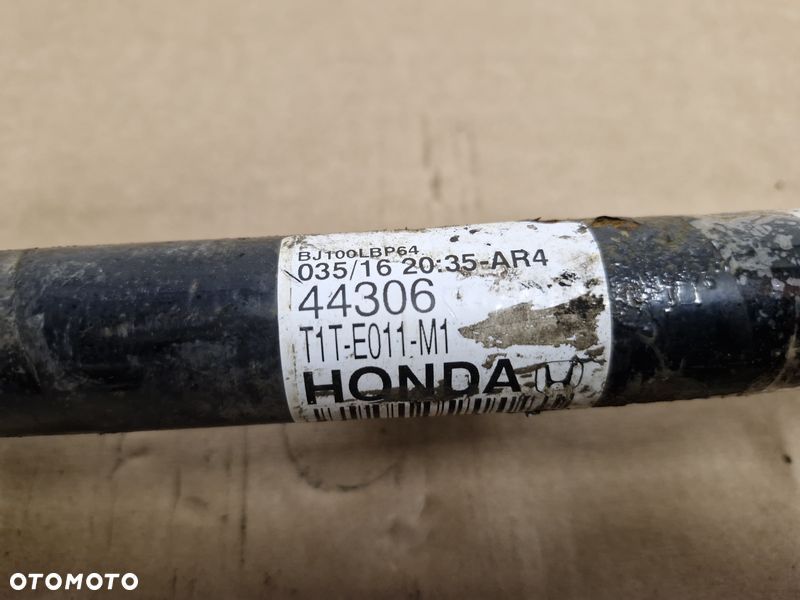 BJ100LBP64
035/16 20:35-AR4
44306
T1T-E011-M1
HONDA
OTOMOTO